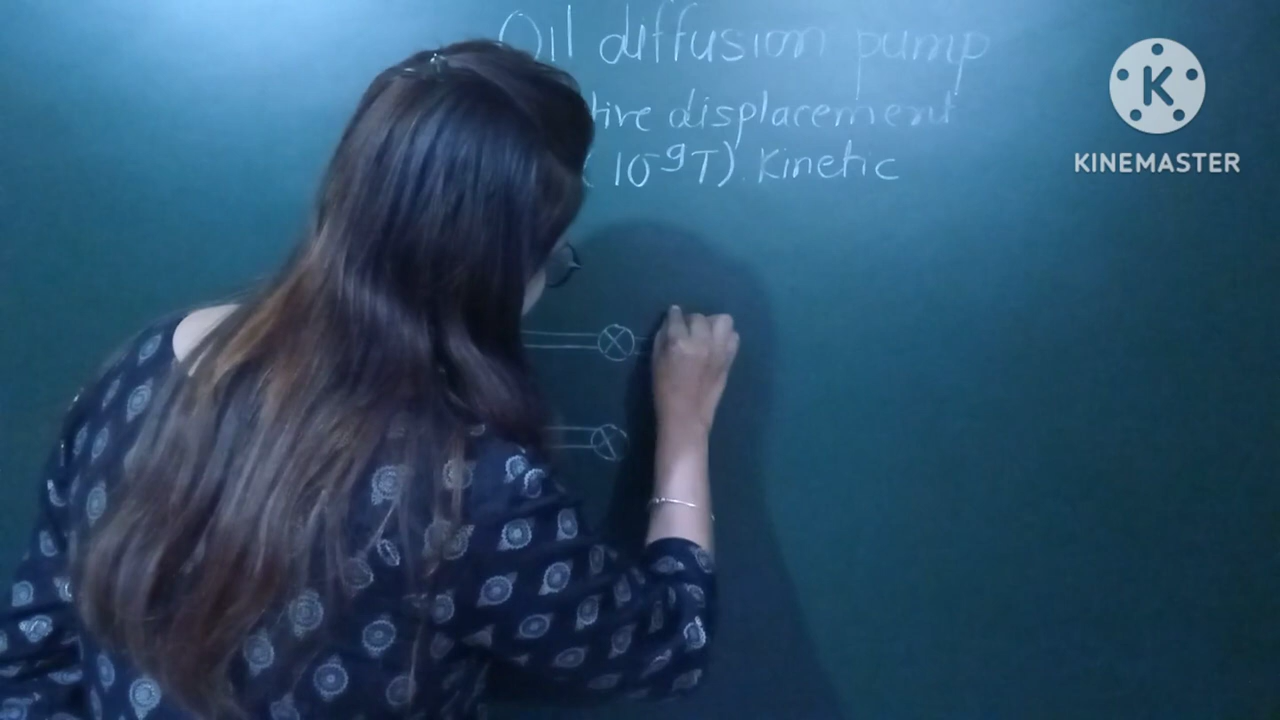 Oil diffusion pump
tive displacement
( 10⁻⁹T). Kinetic
K
KINEMASTER